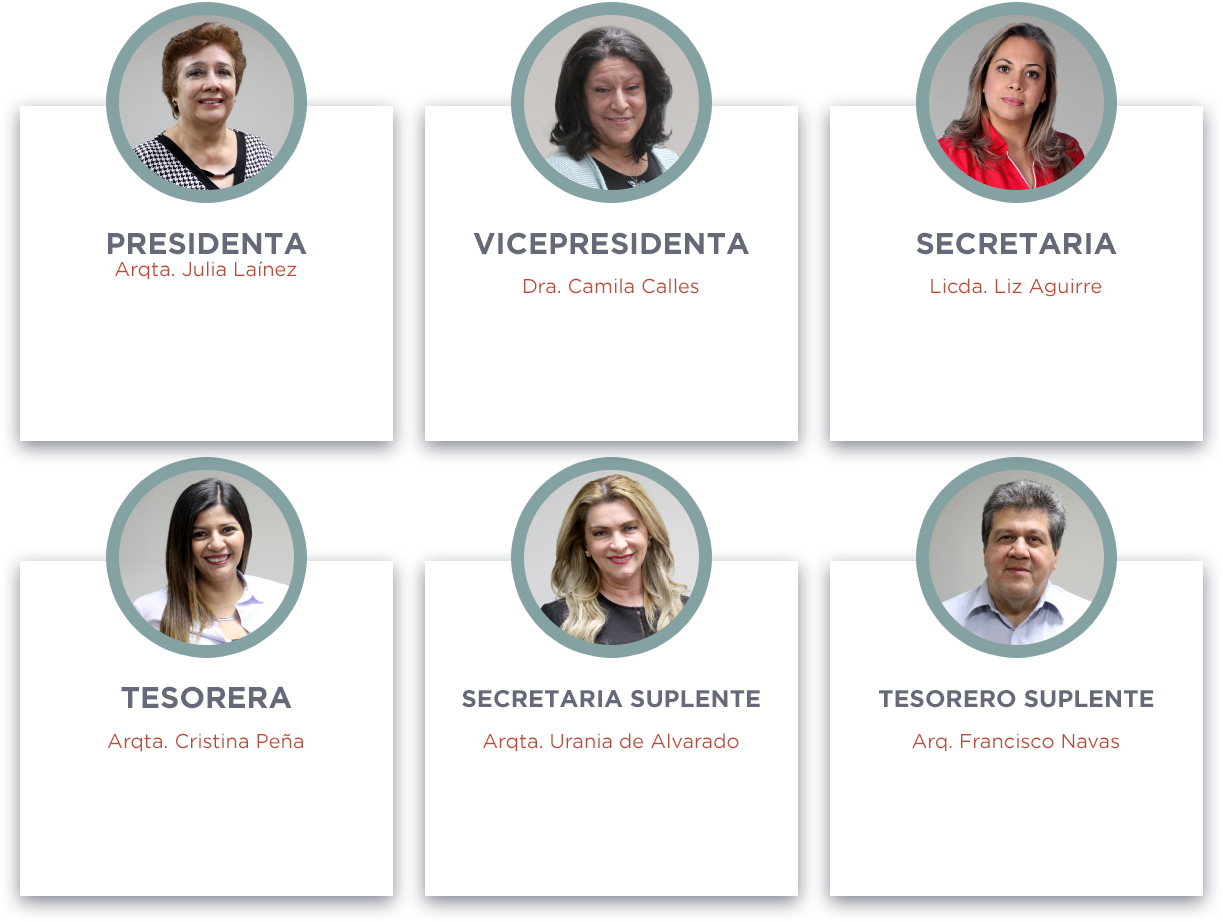 PRESIDENTA
Arqta. Julia Laínez
VICEPRESIDENTA
Dra. Camila Calles
SECRETARIA
Licda. Liz Aguirre
TESORERA
Arqta. Cristina Peña
SECRETARIA SUPLENTE
Arqta. Urania de Alvarado
TESORERO SUPLENTE
Arq. Francisco Navas